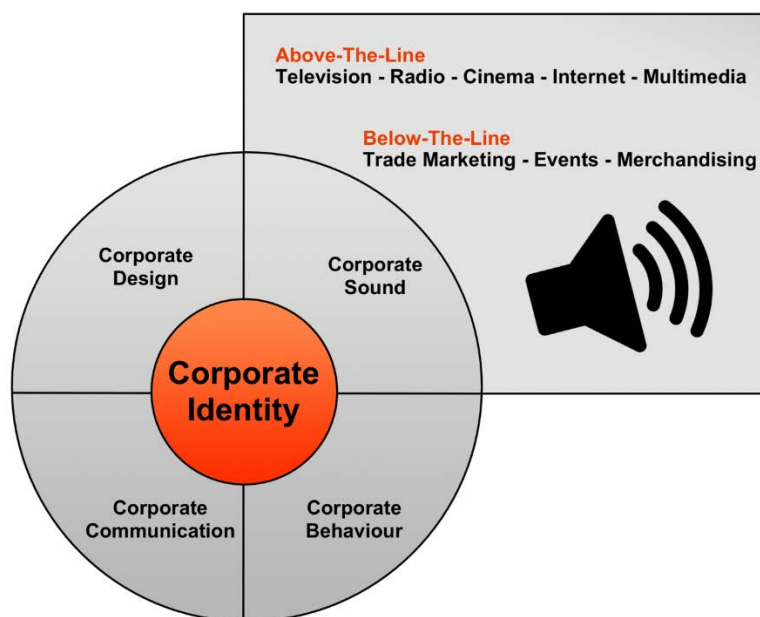 Above-The-Line
Television - Radio - Cinema - Internet - Multimedia
Below-The-Line
Trade Marketing - Events - Merchandising
Corporate
Design
Corporate
Sound
Corporate
Identity
Corporate
Communication
Corporate
Behaviour